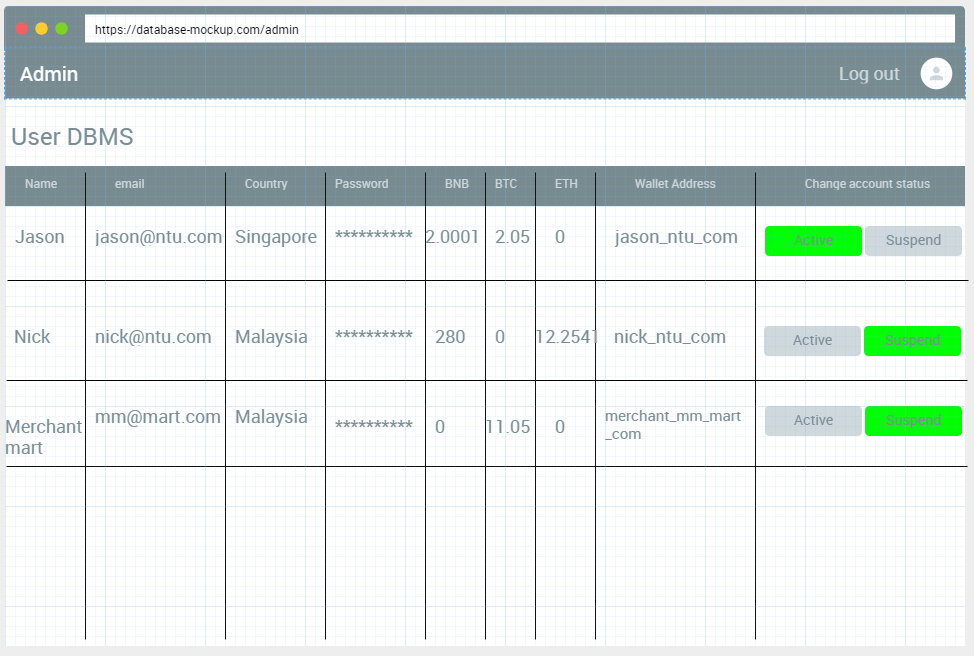 https://database-mockup.com/admin
Admin Log out
User DBMS
Name email Country Password BNB BTC ETH Wallet Address Change account status
Jason jason@ntu.com Singapore ********** 2.0001 2.05 0 jason_ntu_com Active Suspend
Nick nick@ntu.com Malaysia ********** 280 0 12.2541 nick_ntu_com Active Suspend
Merchant mm@mart.com Malaysia ********** 0 11.05 0 merchant_mm_mart Active Suspend
mart _com